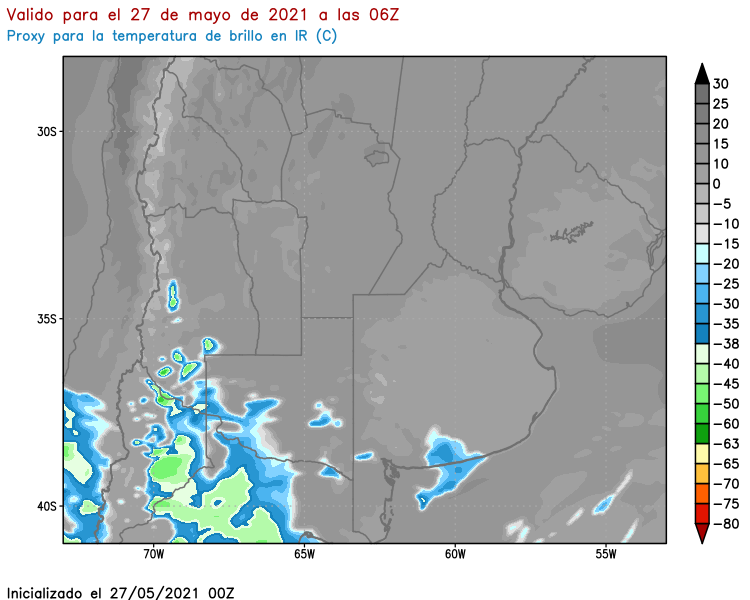 Valido para el 27 de mayo de 2021 a las 06Z
Proxy para la temperatura de brillo en IR (C)
30S
35S
40S
70W
65W
60W
55W
30
25
20
15
10
0
−5
−10
−15
−20
−25
−30
−35
−38
−40
−45
−50
−60
−63
−65
−70
−75
−80
Inicializado el 27/05/2021 00Z